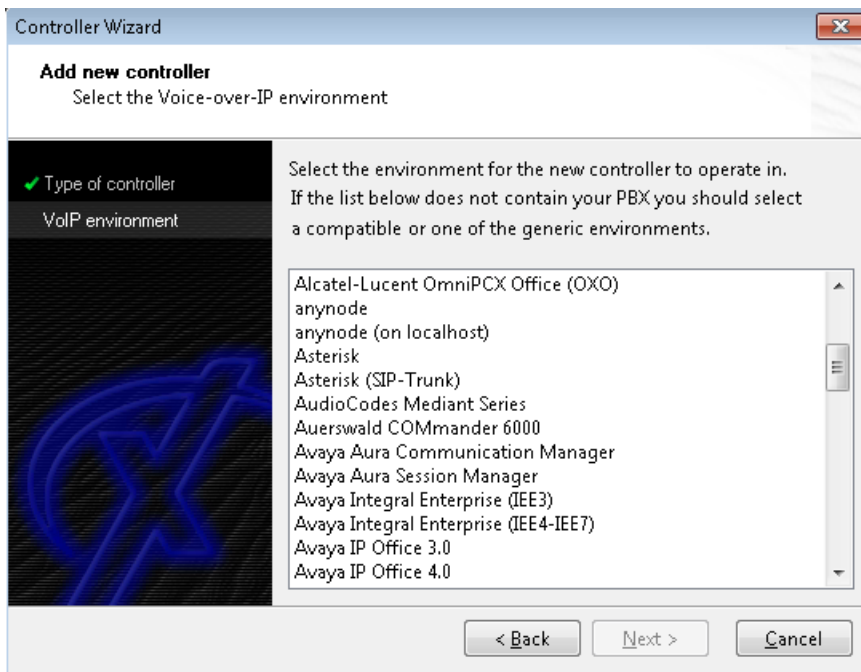 Controller Wizard
Add new controller
Select the Voice-over-IP environment
Type of controller
VoIP environment
Select the environment for the new controller to operate in.
If the list below does not contain your PBX you should select
a compatible or one of the generic environments.
Alcatel-Lucent OmniPCX Office (OXO)
anynode
anynode (on localhost)
Asterisk
Asterisk (SIP-Trunk)
AudioCodes Mediant Series
Auerswald COMmander 6000
Avaya Aura Communication Manager
Avaya Aura Session Manager
Avaya Integral Enterprise (IEE3)
Avaya Integral Enterprise (IEE4-IEE7)
Avaya IP Office 3.0
Avaya IP Office 4.0
< Back
Next >
Cancel